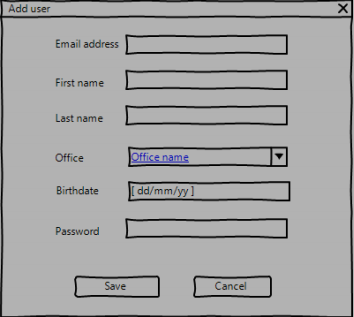 Add user
Email address
First name
Last name
Office Office name
Birthdate [ dd/mm/yy ]
Password
Save Cancel